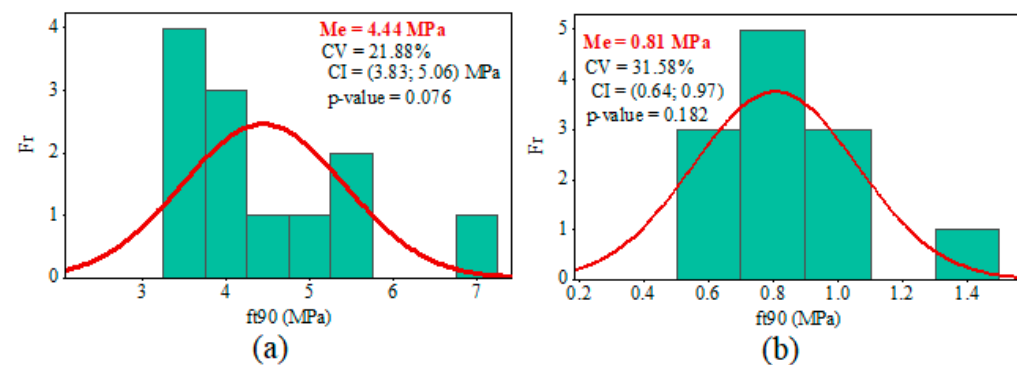 Me = 4.44 MPa
CV = 21.88%
CI = (3.83; 5.06) MPa
p-value = 0.076
Fr
4
3
2
1
0
3 4 5 6 7
ft90 (MPa)
(a)
Me = 0.81 MPa
CV = 31.58%
CI = (0.64; 0.97)
p-value = 0.182
Fr
5
4
3
2
1
0
0.2 0.4 0.6 0.8 1.0 1.2 1.4
ft90 (MPa)
(b)